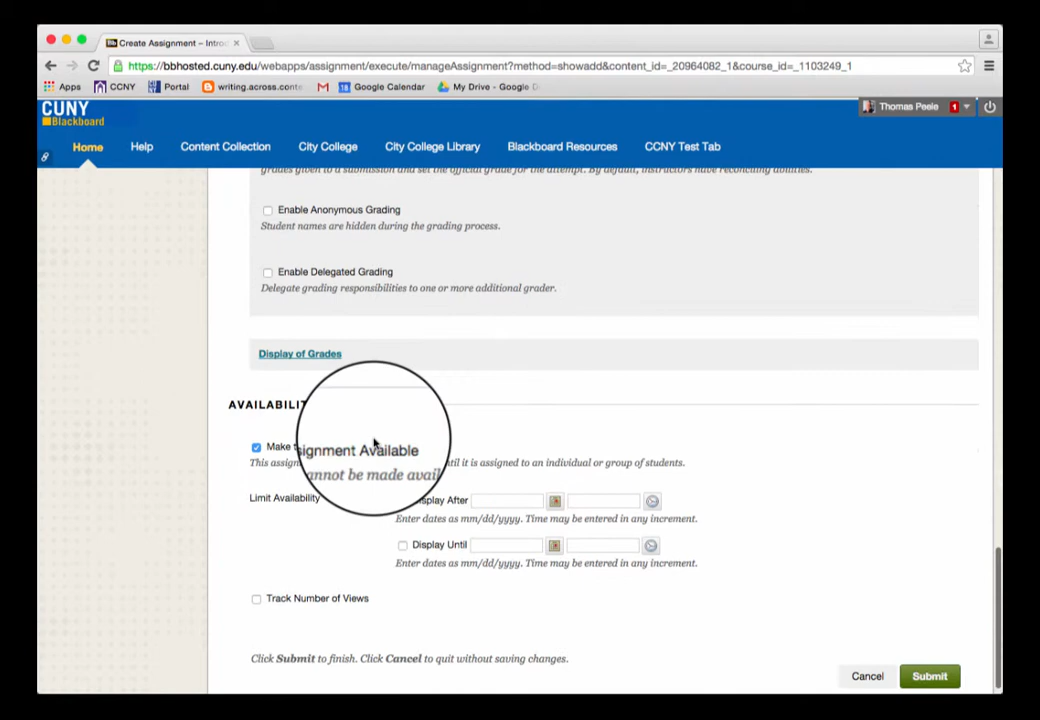 Create Assignment – Intro
https://bbhosted.cuny.edu/webapps/assignment/execute/manageAssignment?method=showadd&content_id=_20964082_1&course_id=_1103249_1
Apps CCNY Portal writing.across.conte 18 Google Calendar My Drive - Google D
CUNY
Blackboard
Thomas Peele 1
Home Help Content Collection City College City College Library Blackboard Resources CCNY Test Tab
grades given to a submission and set the official grade for the attempt. By default, instructors have reconciling abilities.
Enable Anonymous Grading
Student names are hidden during the grading process.
Enable Delegated Grading
Delegate grading responsibilities to one or more additional grader.
Display of Grades
AVAILABILI
Make signment Available
This assign annot be made avail until it is assigned to an individual or group of students.
Limit Availability splay After
Enter dates as mm/dd/yyyy. Time may be entered in any increment.
Display Until
Enter dates as mm/dd/yyyy. Time may be entered in any increment.
Track Number of Views
Click Submit to finish. Click Cancel to quit without saving changes.
Cancel Submit